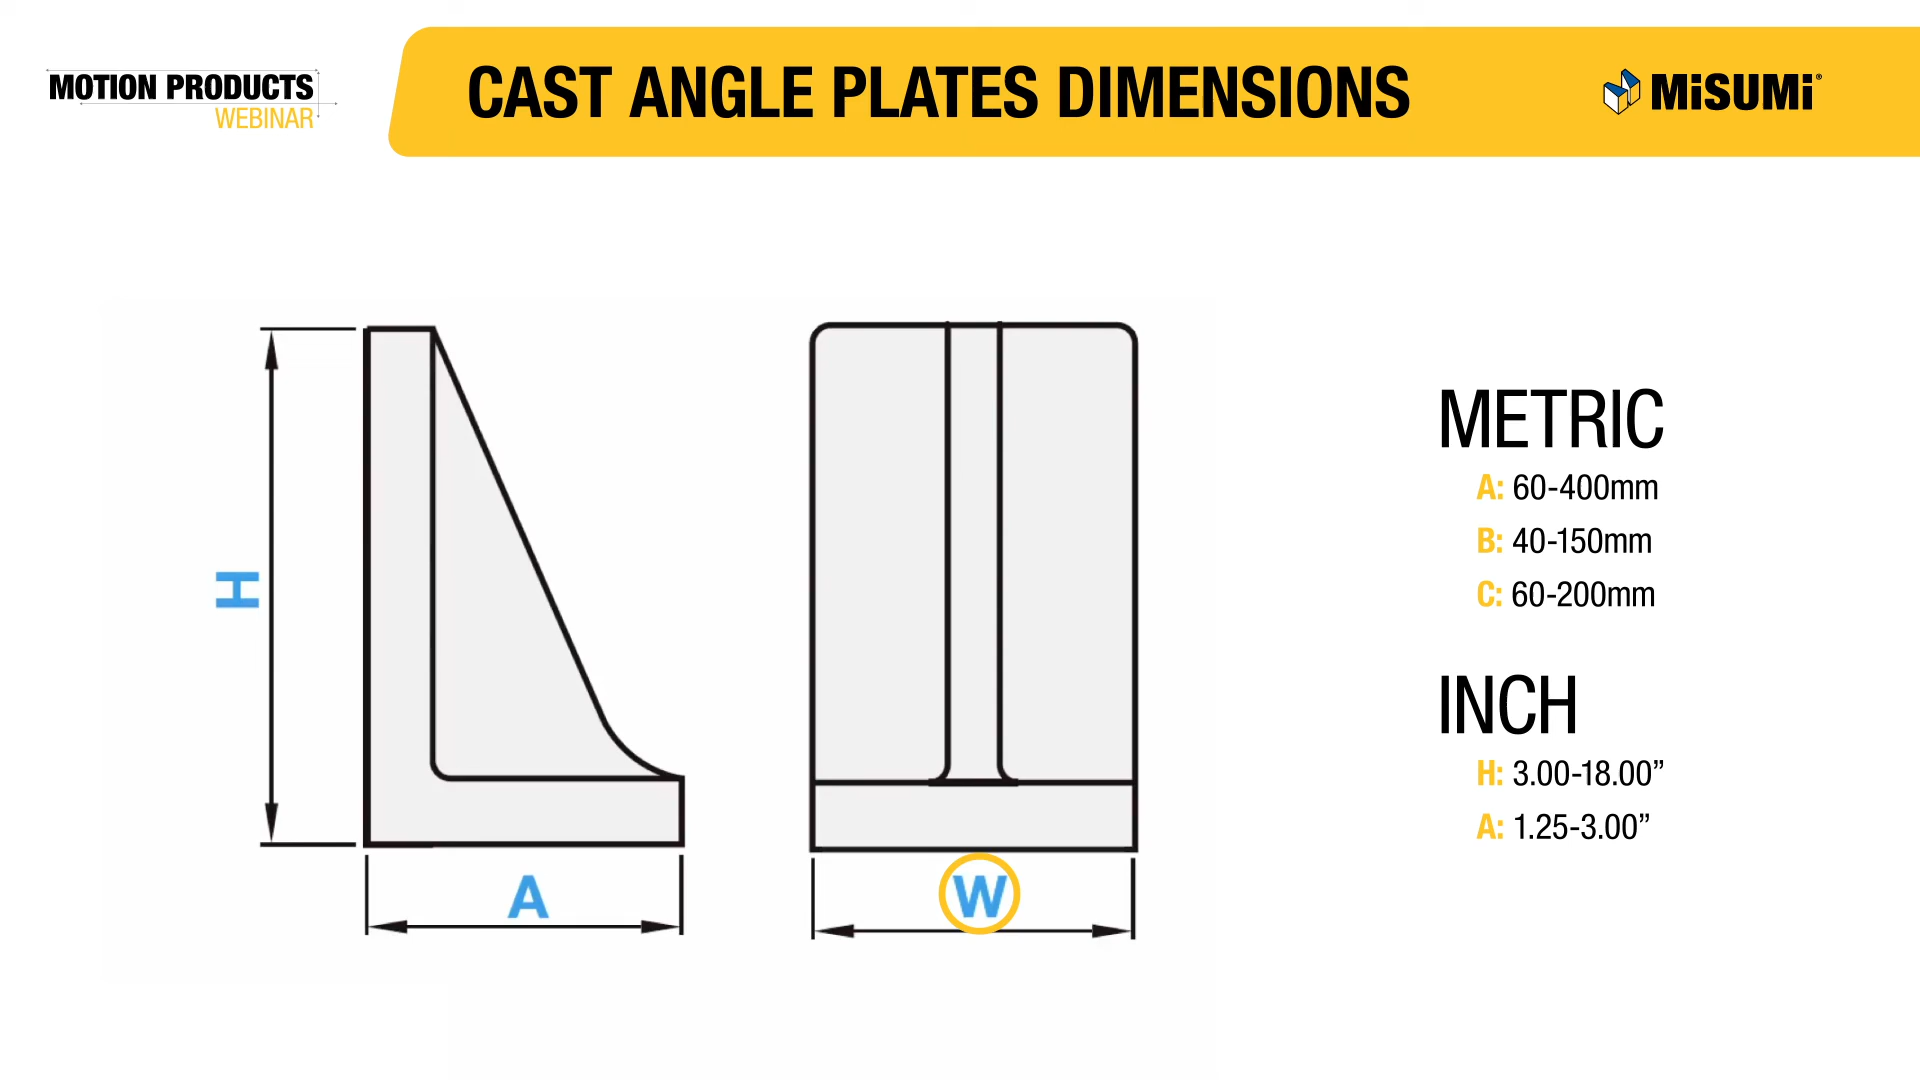 MOTION PRODUCTS
WEBINAR
CAST ANGLE PLATES DIMENSIONS
MiSUMi®
H
A
W
METRIC
A: 60-400mm
B: 40-150mm
C: 60-200mm
INCH
H: 3.00-18.00”
A: 1.25-3.00”